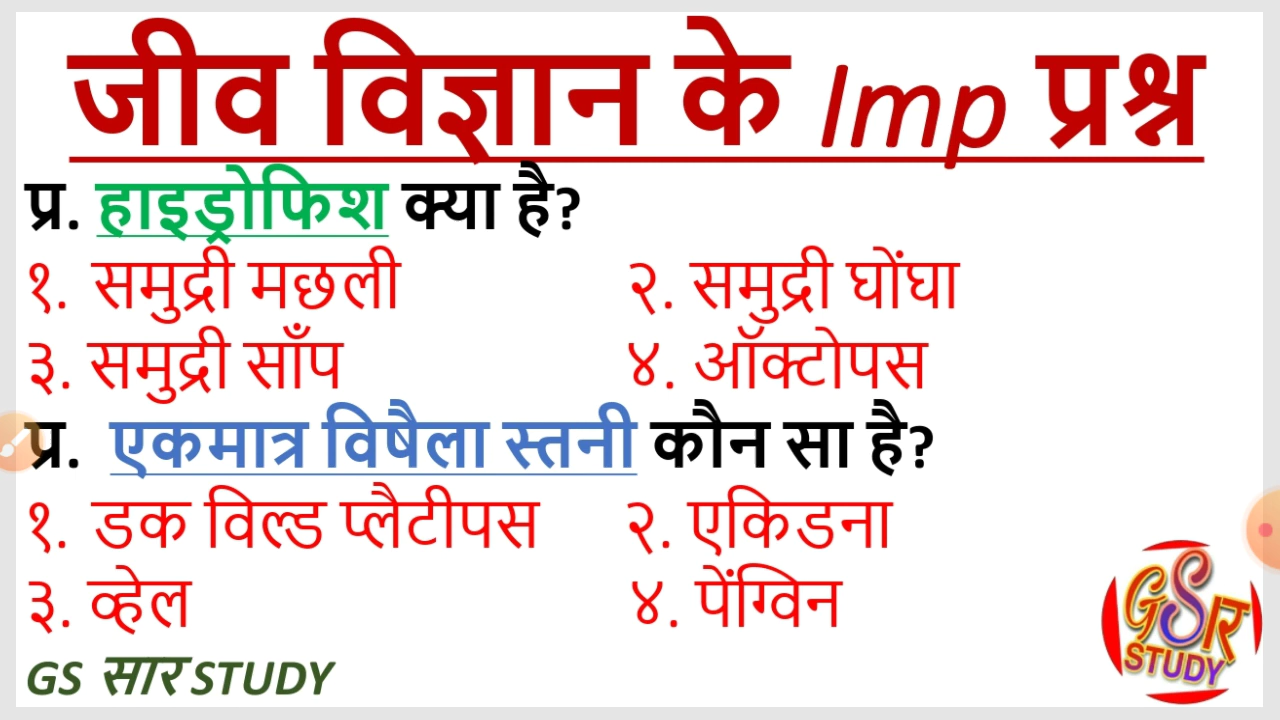 जीव विज्ञान के Imp प्रश्न
प्र. हाइड्रोफिश क्या है?
१. समुद्री मछली २. समुद्री घोंघा
३. समुद्री साँप ४. ऑक्टोपस
प्र. एकमात्र विषैला स्तनी कौन सा है?
१. डक विल्ड प्लैटीपस २. एकिडना
३. व्हेल ४. पेंग्विन
GS सार STUDY
GSसार
STUDY